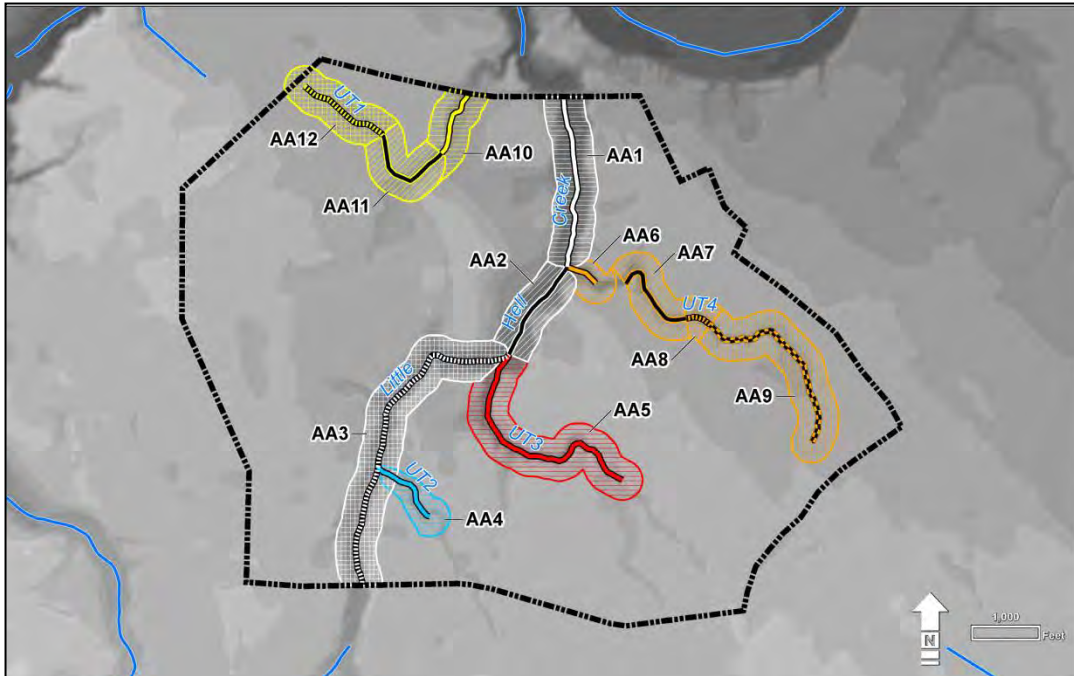 UT1
AA12
AA10
AA11
AA1
Creek
AA6
AA2
AA7
Hell
UT4
AA8
Little
AA9
AA5
AA3
UT3
UT2
AA4
1,000
Feet
N